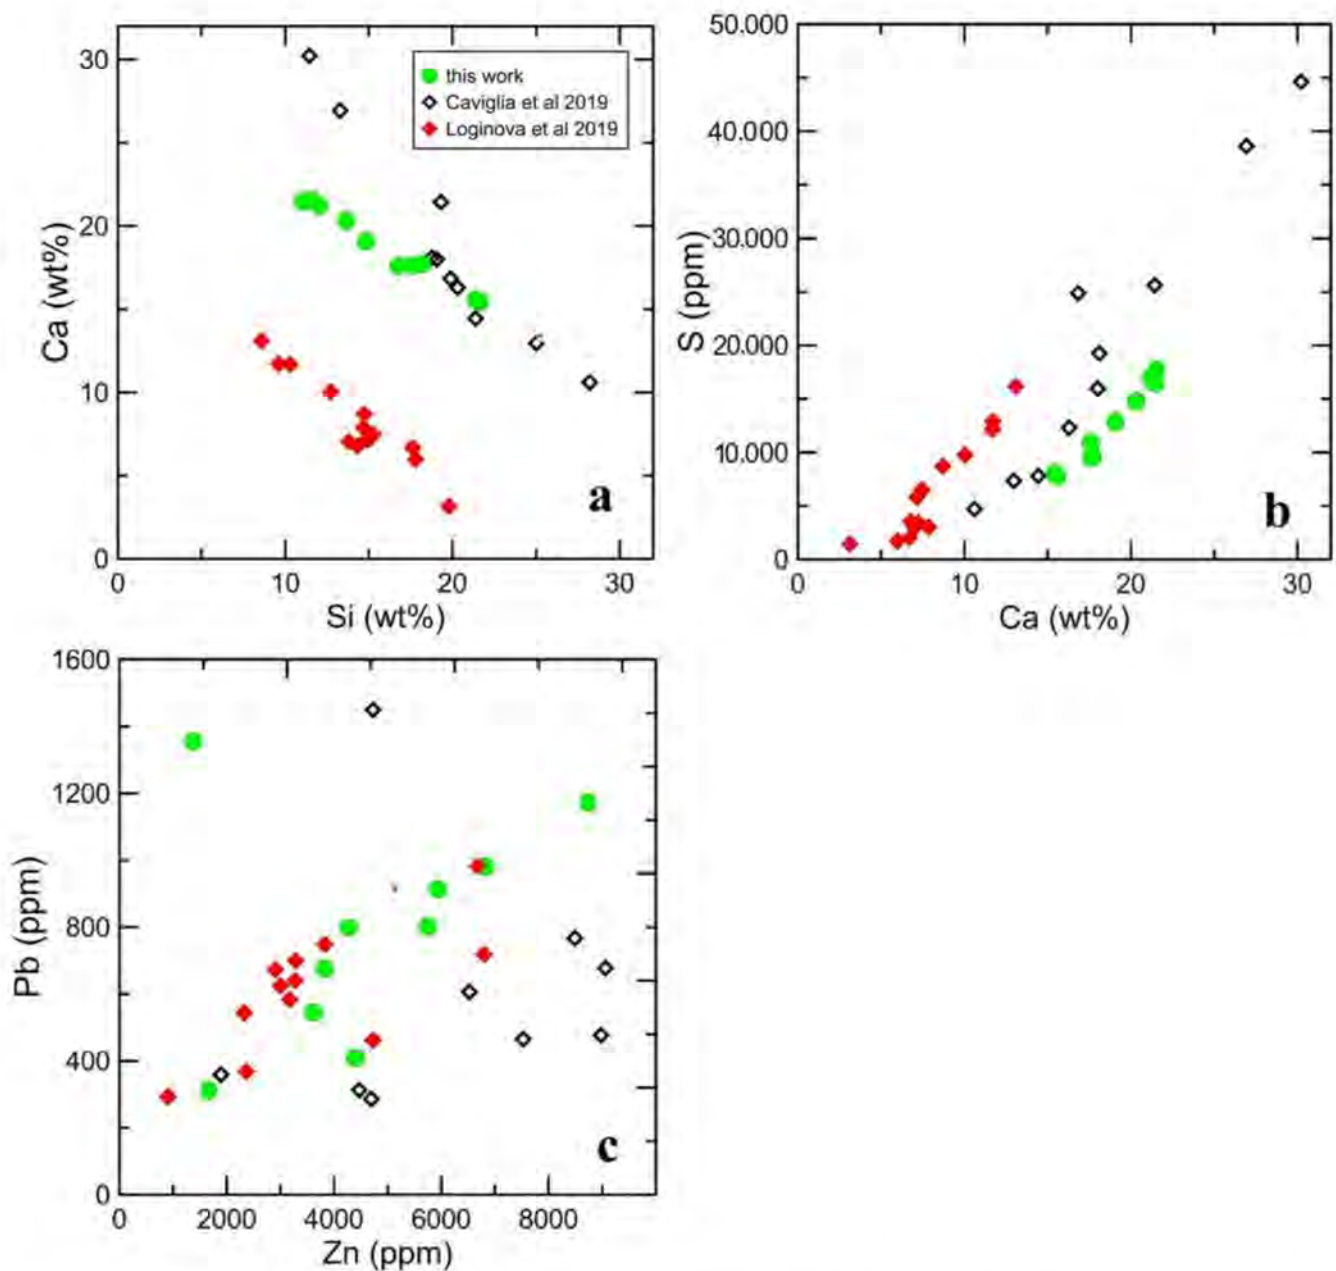 30
20
10
0
Ca (wt%)
0 10 20 30
Si (wt%)
this work
Caviglia et al 2019
Loginova et al 2019
a
50.000
40.000
30.000
20.000
10.000
0
S (ppm)
0 10 20 30
Ca (wt%)
b
1600
1200
800
400
0
Pb (ppm)
0 2000 4000 6000 8000
Zn (ppm)
c